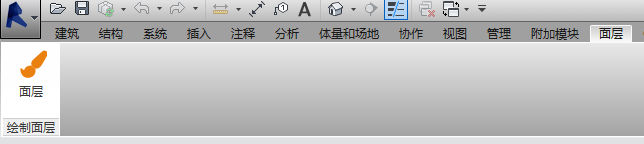 A
建筑 结构 系统 插入 注释 分析 体量和场地 协作 视图 管理 附加模块 面层
面层
绘制面层